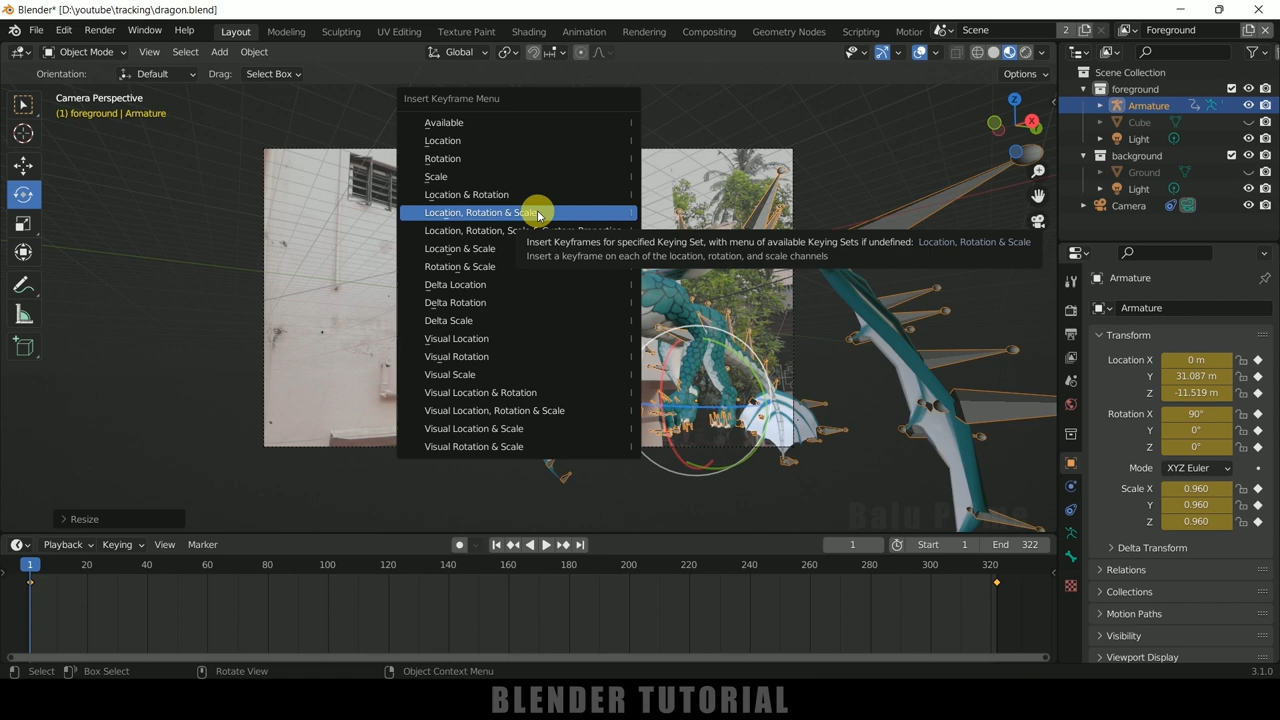 Blender* [D:\youtube\tracking\dragon.blend]
File Edit Render Window Help Layout Modeling Sculpting UV Editing Texture Paint Shading Animation Rendering Compositing Geometry Nodes Scripting Motior Scene 2 Foreground
Object Mode View Select Add Object Global
Orientation: Default Drag: Select Box Options
Camera Perspective
(1) foreground | Armature
Insert Keyframe Menu
Available I
Location I
Rotation I
Scale I
Location & Rotation I
Location, Rotation & Scale I
Location, Rotation, Scale & Custom Properties I
Location & Scale
Rotation & Scale
Delta Location I
Delta Rotation I
Delta Scale I
Visual Location I
Visual Rotation I
Visual Scale I
Visual Location & Rotation I
Visual Location, Rotation & Scale I
Visual Location & Scale I
Visual Rotation & Scale I
Insert Keyframes for specified Keying Set, with menu of available Keying Sets if undefined: Location, Rotation & Scale
Insert a keyframe on each of the location, rotation, and scale channels
Z
X
Scene Collection
foreground
Armature
Cube
Light
background
Ground
Light
Camera
Armature
Armature
Transform
Location X 0 m
Y 31.087 m
Z -11.519 m
Rotation X 90°
Y 0°
Z 0°
Mode XYZ Euler
Scale X 0.960
Y 0.960
Z 0.960
Delta Transform
Relations
Collections
Motion Paths
Visibility
Viewport Display
Resize
Playback Keying View Marker 1 Start 1 End 322
1 20 40 60 80 100 120 140 160 180 200 220 240 260 280 300 320
Select Box Select Rotate View Object Context Menu 3.1.0
BLENDER TUTORIAL